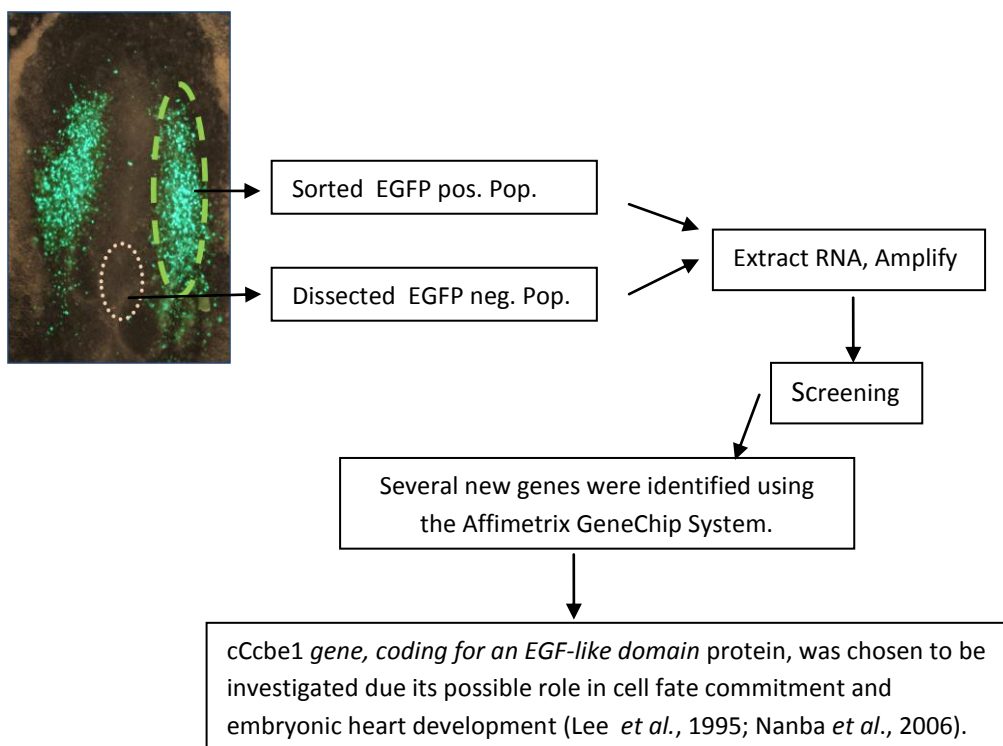 Sorted EGFP pos. Pop.
Dissected EGFP neg. Pop.
Extract RNA, Amplify
Screening
Several new genes were identified using
the Affimetrix GeneChip System.
cCcbe1 gene, coding for an EGF-like domain protein, was chosen to be
investigated due its possible role in cell fate commitment and
embryonic heart development (Lee et al., 1995; Nanba et al., 2006).